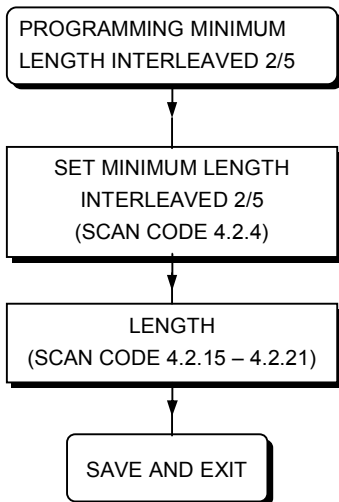 PROGRAMMING MINIMUM
LENGTH INTERLEAVED 2/5
SET MINIMUM LENGTH
INTERLEAVED 2/5
(SCAN CODE 4.2.4)
LENGTH
(SCAN CODE 4.2.15 – 4.2.21)
SAVE AND EXIT